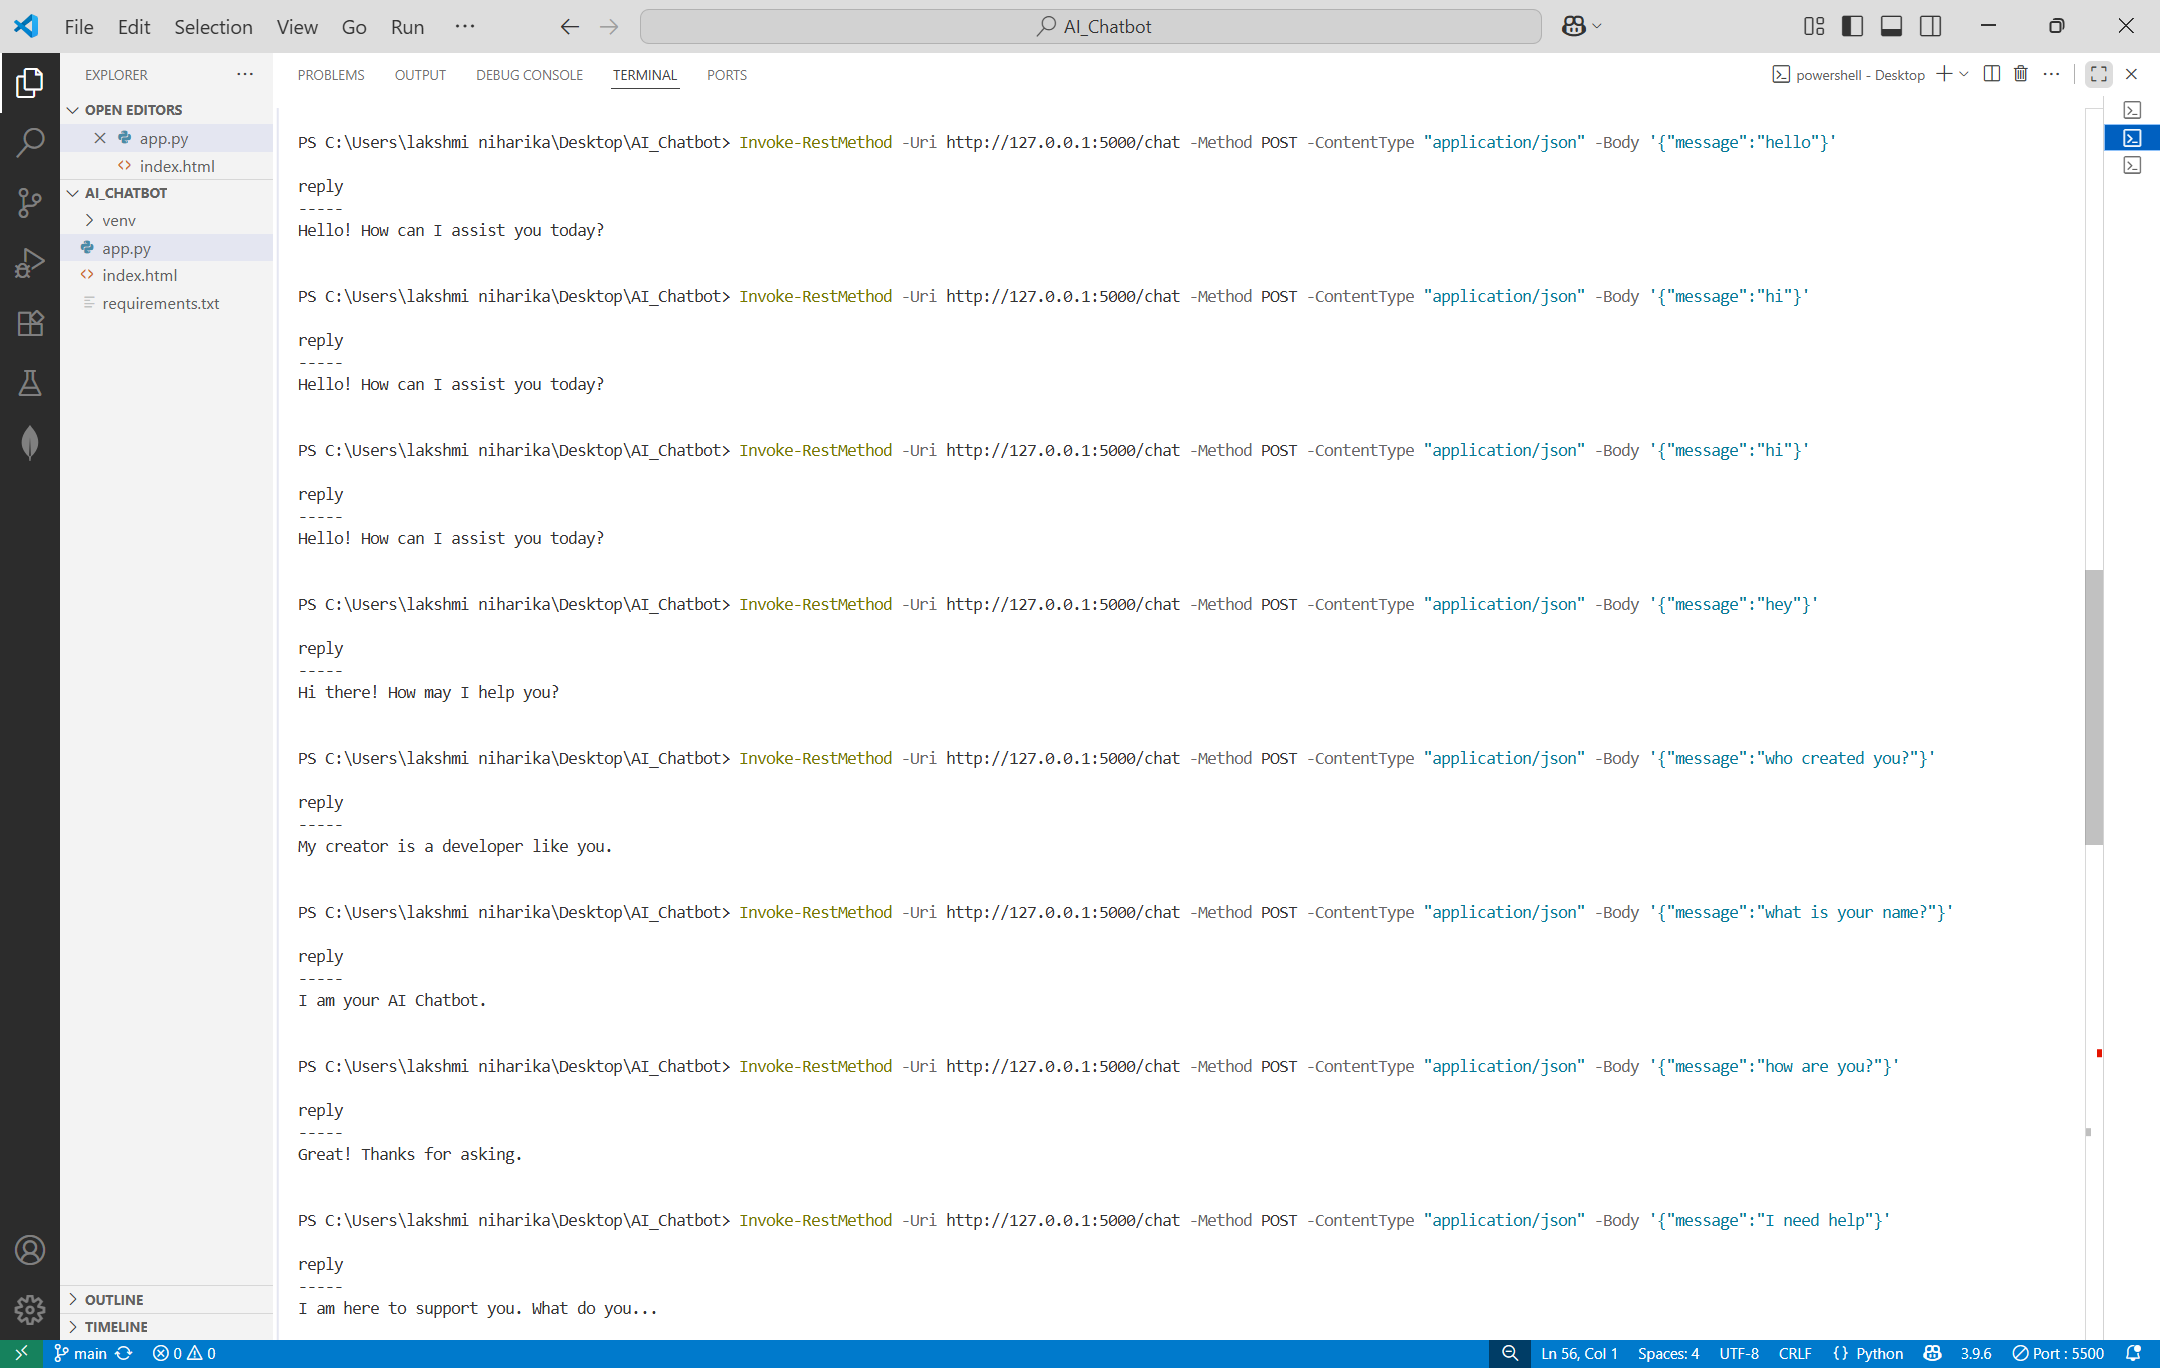 File Edit Selection View Go Run ··· AI_Chatbot
EXPLORER ···
OPEN EDITORS
app.py
index.html
AI_CHATBOT
venv
app.py
index.html
requirements.txt
OUTLINE
TIMELINE
PROBLEMS OUTPUT DEBUG CONSOLE TERMINAL PORTS powershell - Desktop ···
PS C:\Users\lakshmi niharika\Desktop\AI_Chatbot> Invoke-RestMethod -Uri http://127.0.0.1:5000/chat -Method POST -ContentType "application/json" -Body '{"message":"hello"}'
reply
-----
Hello! How can I assist you today?
PS C:\Users\lakshmi niharika\Desktop\AI_Chatbot> Invoke-RestMethod -Uri http://127.0.0.1:5000/chat -Method POST -ContentType "application/json" -Body '{"message":"hi"}'
reply
-----
Hello! How can I assist you today?
PS C:\Users\lakshmi niharika\Desktop\AI_Chatbot> Invoke-RestMethod -Uri http://127.0.0.1:5000/chat -Method POST -ContentType "application/json" -Body '{"message":"hi"}'
reply
-----
Hello! How can I assist you today?
PS C:\Users\lakshmi niharika\Desktop\AI_Chatbot> Invoke-RestMethod -Uri http://127.0.0.1:5000/chat -Method POST -ContentType "application/json" -Body '{"message":"hey"}'
reply
-----
Hi there! How may I help you?
PS C:\Users\lakshmi niharika\Desktop\AI_Chatbot> Invoke-RestMethod -Uri http://127.0.0.1:5000/chat -Method POST -ContentType "application/json" -Body '{"message":"who created you?"}'
reply
-----
My creator is a developer like you.
PS C:\Users\lakshmi niharika\Desktop\AI_Chatbot> Invoke-RestMethod -Uri http://127.0.0.1:5000/chat -Method POST -ContentType "application/json" -Body '{"message":"what is your name?"}'
reply
-----
I am your AI Chatbot.
PS C:\Users\lakshmi niharika\Desktop\AI_Chatbot> Invoke-RestMethod -Uri http://127.0.0.1:5000/chat -Method POST -ContentType "application/json" -Body '{"message":"how are you?"}'
reply
-----
Great! Thanks for asking.
PS C:\Users\lakshmi niharika\Desktop\AI_Chatbot> Invoke-RestMethod -Uri http://127.0.0.1:5000/chat -Method POST -ContentType "application/json" -Body '{"message":"I need help"}'
reply
-----
I am here to support you. What do you...
main 0 0 Ln 56, Col 1 Spaces: 4 UTF-8 CRLF {} Python 3.9.6 Port : 5500